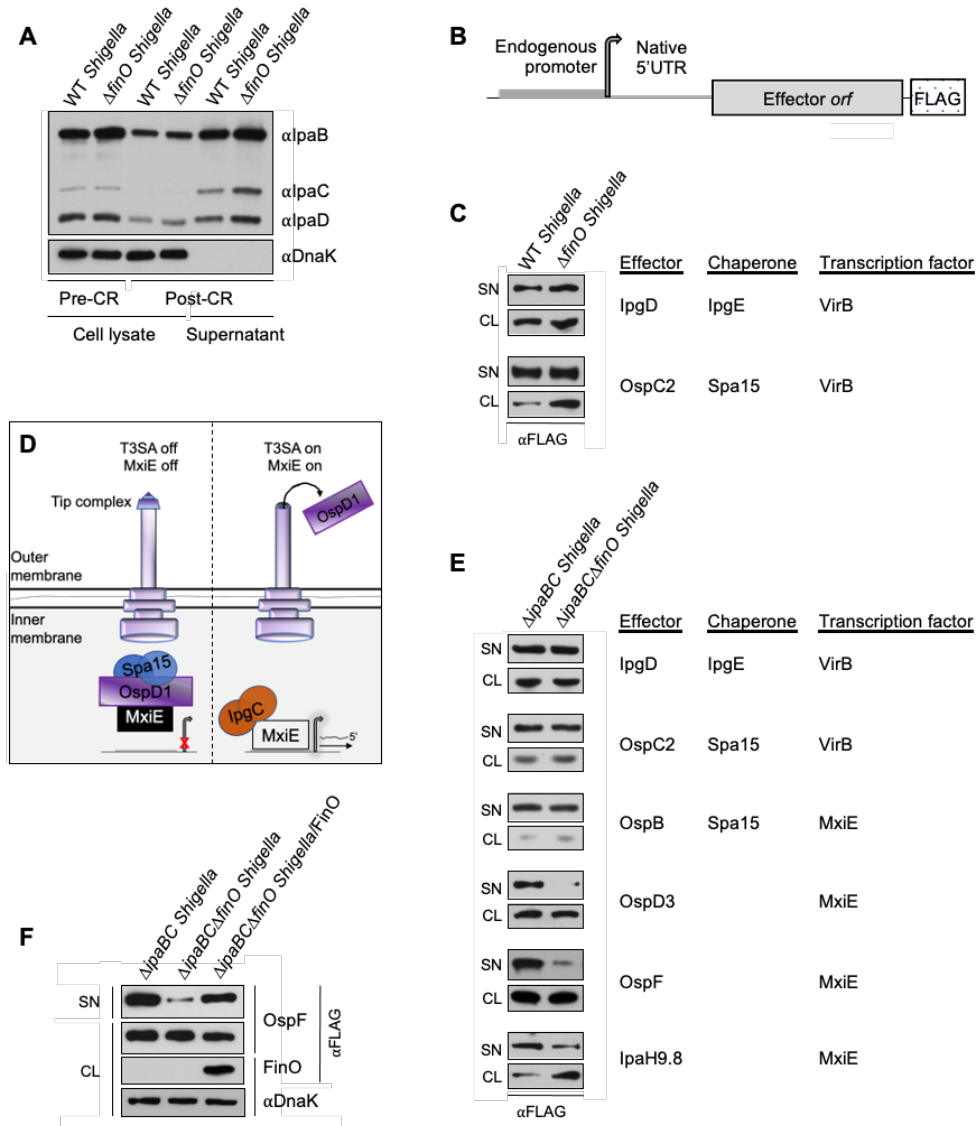 A
WT Shigella
ΔfinO Shigella
WT Shigella
ΔfinO Shigella
WT Shigella
ΔfinO Shigella
αIpaB
αIpaC
αIpaD
αDnaK
Pre-CR
Post-CR
Cell lysate
Supernatant
B
Endogenous
promoter
Native
5'UTR
Effector orf
FLAG
C
WT Shigella
ΔfinO Shigella
Effector
Chaperone
Transcription factor
SN
CL
IpgD
IpgE
VirB
SN
CL
OspC2
Spa15
VirB
αFLAG
D
T3SA off
MxiE off
T3SA on
MxiE on
Tip complex
OspD1
Outer
membrane
Inner
membrane
Spa15
OspD1
MxiE
IpgC
MxiE
5'
E
ΔipaBC Shigella
ΔipaBCΔfinO Shigella
Effector
Chaperone
Transcription factor
SN
CL
IpgD
IpgE
VirB
SN
CL
OspC2
Spa15
VirB
SN
CL
OspB
Spa15
MxiE
SN
CL
OspD3
MxiE
SN
CL
OspF
MxiE
SN
CL
IpaH9.8
MxiE
αFLAG
F
ΔipaBC Shigella
ΔipaBCΔfinO Shigella
ΔipaBCΔfinO Shigella/FinO
SN
CL
OspF
FinO
αFLAG
αDnaK